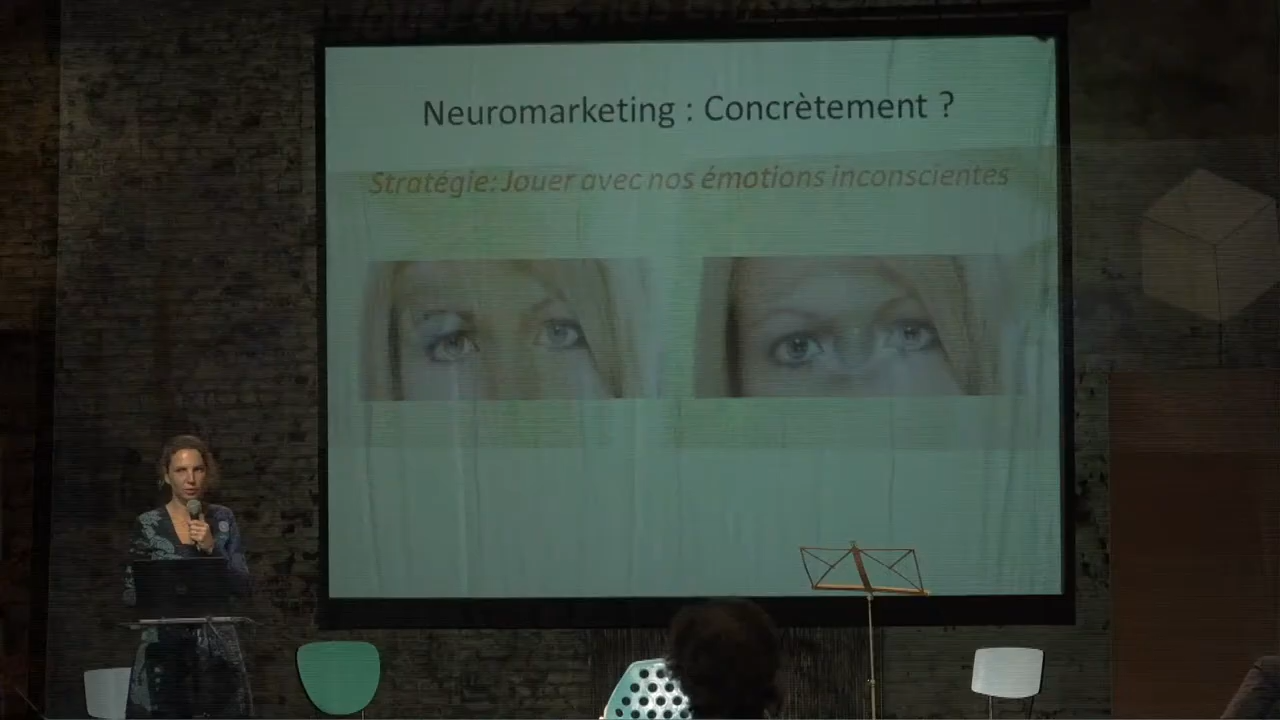 Neuromarketing : Concrètement ?
Stratégie: Jouer avec nos émotions inconscientes